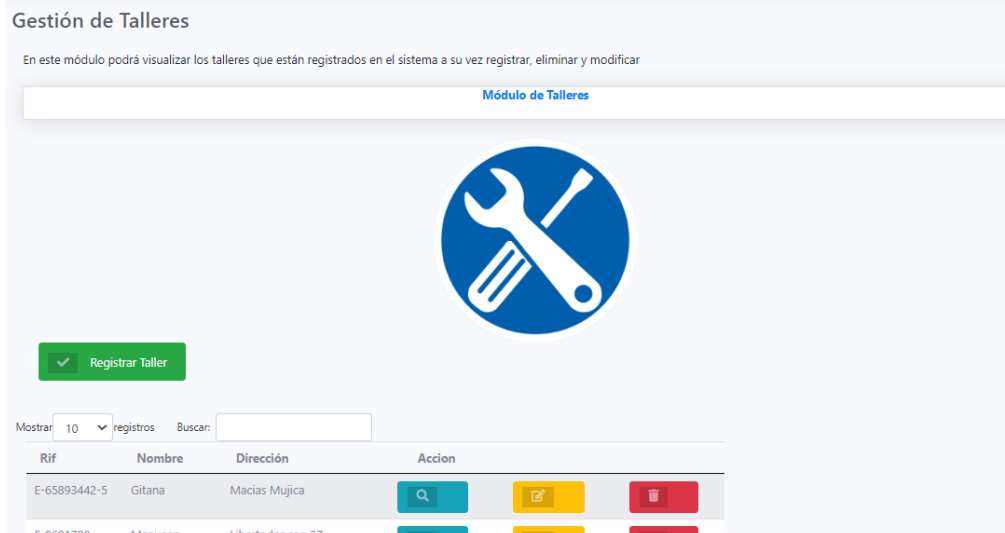 Gestión de Talleres
En este módulo podrá visualizar los talleres que están registrados en el sistema a su vez registrar, eliminar y modificar
Módulo de Talleres
Registrar Taller
Mostrar 10 registros Buscar:
Rif Nombre Dirección Accion
E-65893442-5 Gitana Macias Mujica